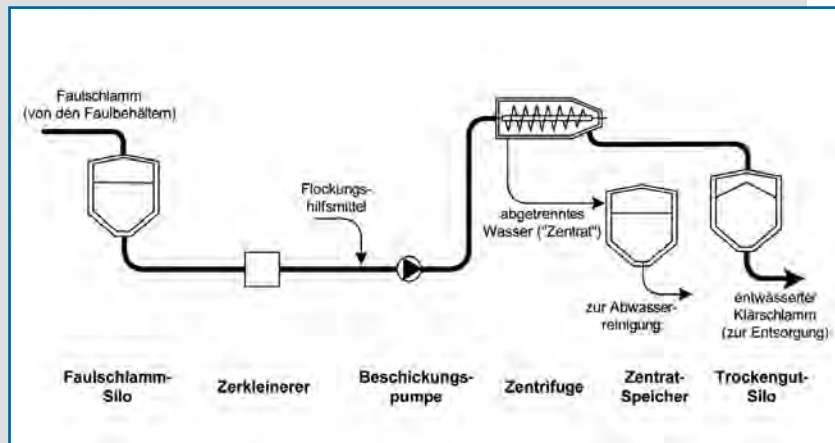 Faulschlamm
(von den Faulbehältern)
Flockungs-
hilfsmittel
abgetrenntes
Wasser ("Zentrat")
zur Abwasser-
reinigung
entwässerter
Klärschlamm
(zur Entsorgung)
Faulschlamm-
Silo
Zerkleinerer
Beschickungs-
pumpe
Zentrifuge
Zentrat-
Speicher
Trockengut-
Silo